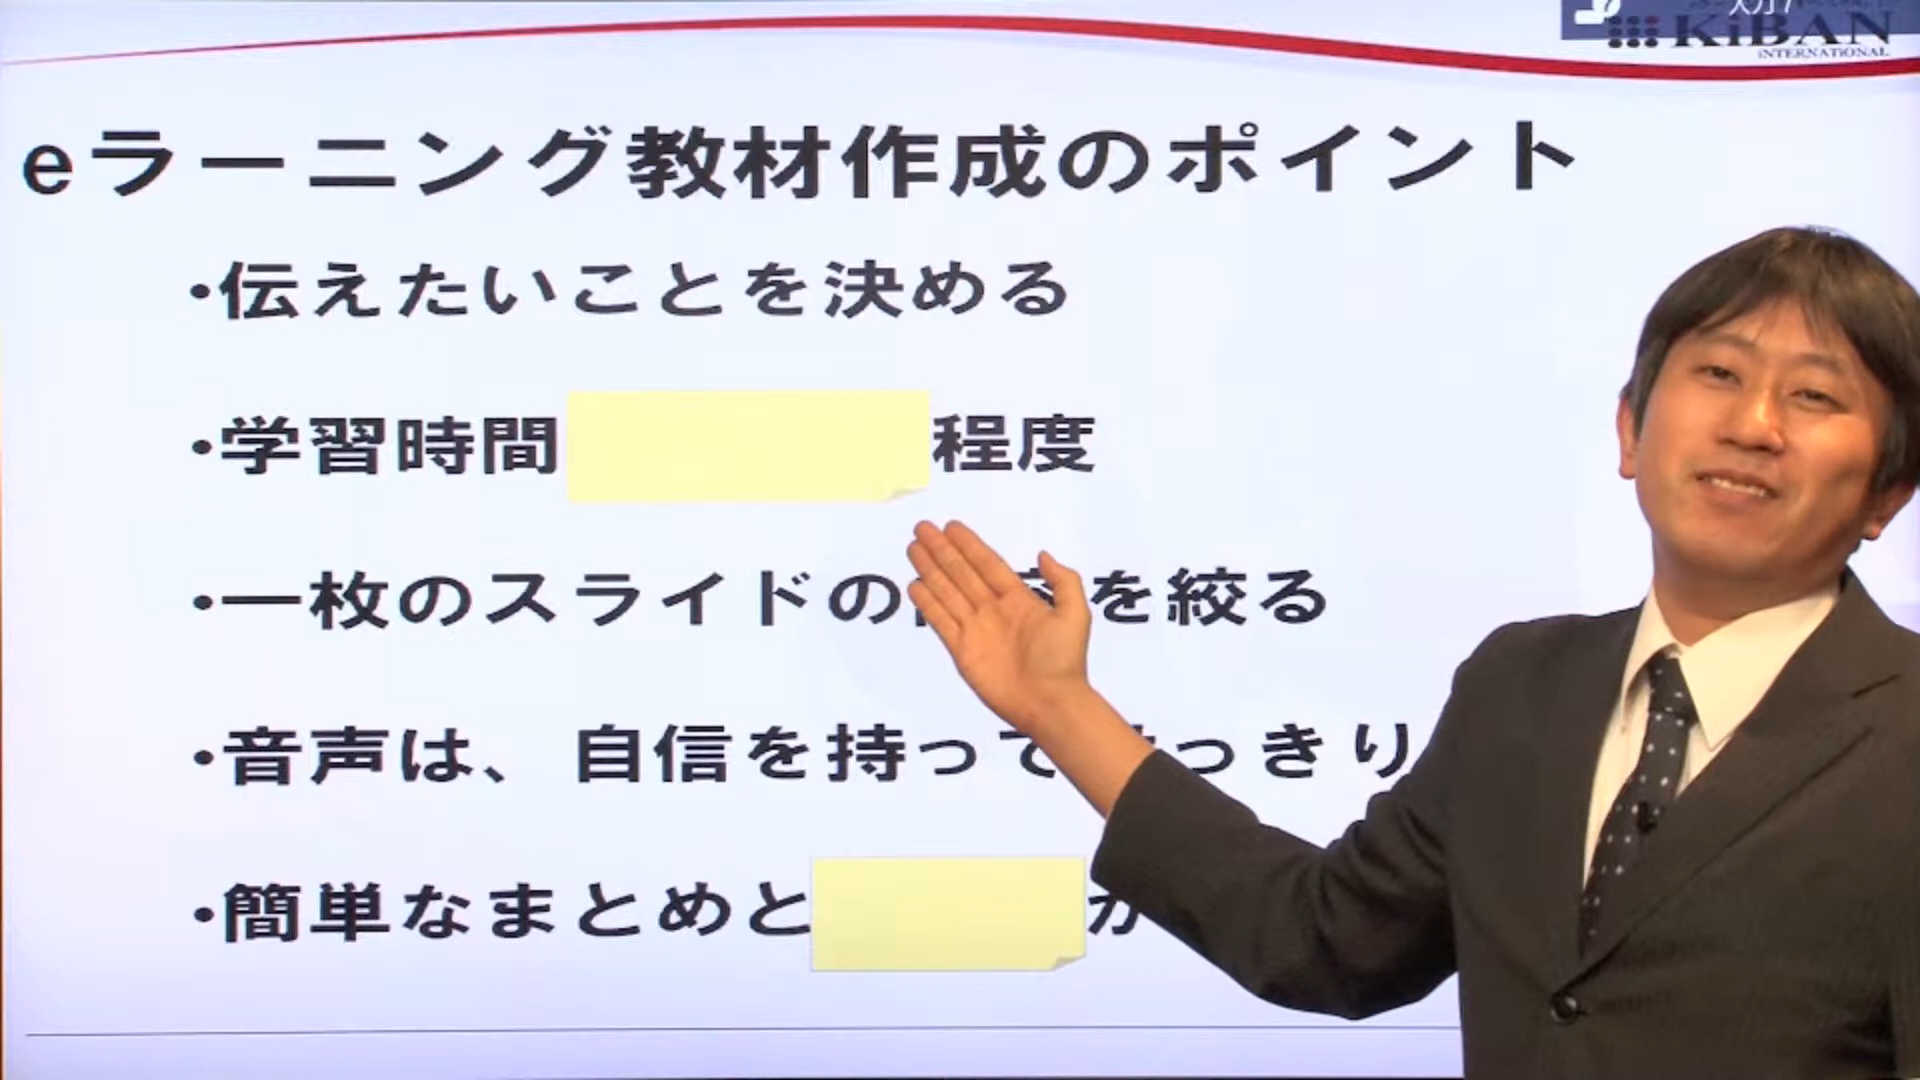 KiBAN
INTERNATIONAL
eラーニング教材作成のポイント
・伝えたいことを決める
・学習時間 程度
・一枚のスライドの を絞る
・音声は、自信を持って っきり
・簡単なまとめと